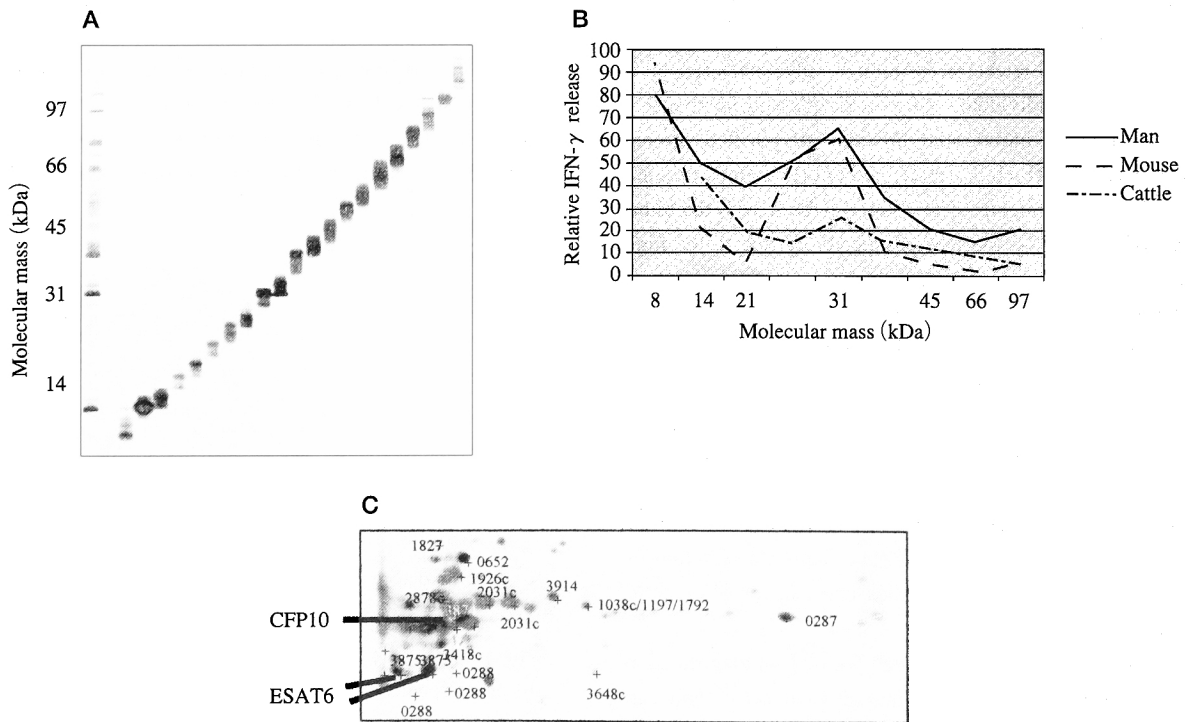 A
Molecular mass (kDa)
97
66
45
31
14
B
Relative IFN-γ release
100
90
80
70
60
50
40
30
20
10
0
8 14 21 31 45 66 97
Molecular mass (kDa)
Man
Mouse
Cattle
C
CFP10
ESAT6
1827
0652
1926c
2031c
3914
1038c/1197/1792
2031c
0287
3418c
3875 3875
0288
0288
3648c
0288